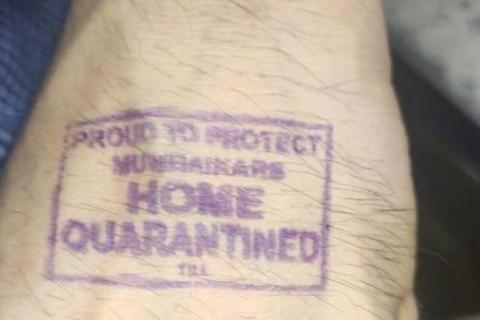 PROUD TO PROTECT
MUMBAIKARS
HOME
QUARANTINED
TILL